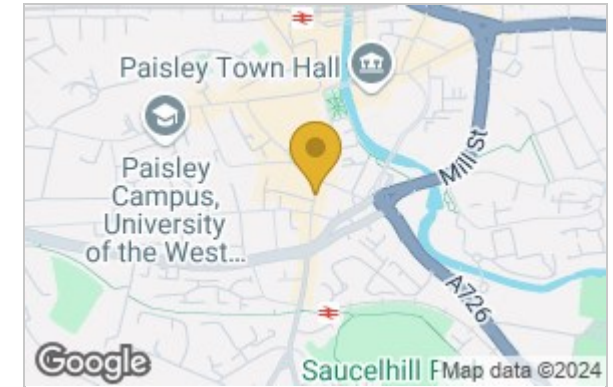 Paisley Town Hall
Paisley
Campus,
University
of the West...
Mill St
A726
Saucelhill
Google
Map data ©2024